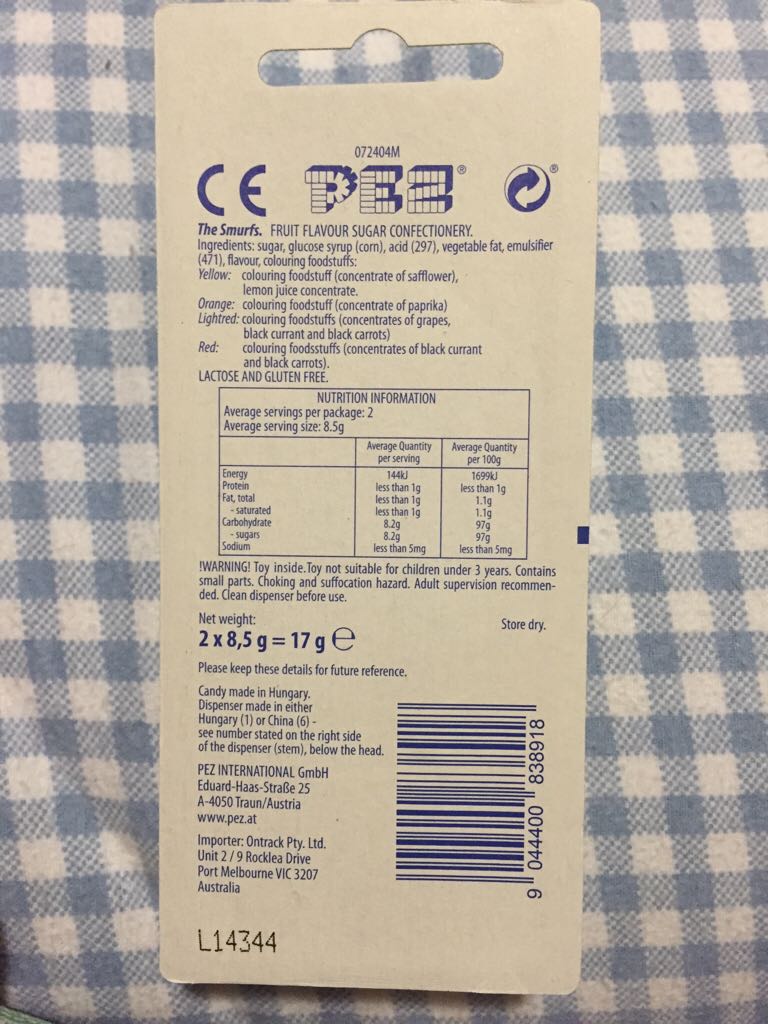 072404M
CE PEZ®  ®
The Smurfs. FRUIT FLAVOUR SUGAR CONFECTIONERY.
Ingredients: sugar, glucose syrup (corn), acid (297), vegetable fat, emulsifier
(471), flavour, colouring foodstuffs:
Yellow: colouring foodstuff (concentrate of safflower),
lemon juice concentrate.
Orange: colouring foodstuff (concentrate of paprika)
Lightred: colouring foodstuffs (concentrates of grapes,
black currant and black carrots)
Red: colouring foodsstuffs (concentrates of black currant
and black carrots).
LACTOSE AND GLUTEN FREE.
NUTRITION INFORMATION
Average servings per package: 2
Average serving size: 8.5g
Average Quantity per serving Average Quantity per 100g
Energy 144kJ 1699kJ
Protein less than 1g less than 1g
Fat, total less than 1g 1.1g
- saturated less than 1g 1.1g
Carbohydrate 8.2g 97g
- sugars 8.2g 97g
Sodium less than 5mg less than 5mg
!WARNING! Toy inside.Toy not suitable for children under 3 years. Contains
small parts. Choking and suffocation hazard. Adult supervision recommen-
ded. Clean dispenser before use.
Net weight:
2 x 8,5 g = 17 g e
Store dry.
Please keep these details for future reference.
Candy made in Hungary.
Dispenser made in either
Hungary (1) or China (6) -
see number stated on the right side
of the dispenser (stem), below the head.
PEZ INTERNATIONAL GmbH
Eduard-Haas-Straße 25
A-4050 Traun/Austria
www.pez.at
Importer: Ontrack Pty. Ltd.
Unit 2 / 9 Rocklea Drive
Port Melbourne VIC 3207
Australia
9 044400 838918
L14344